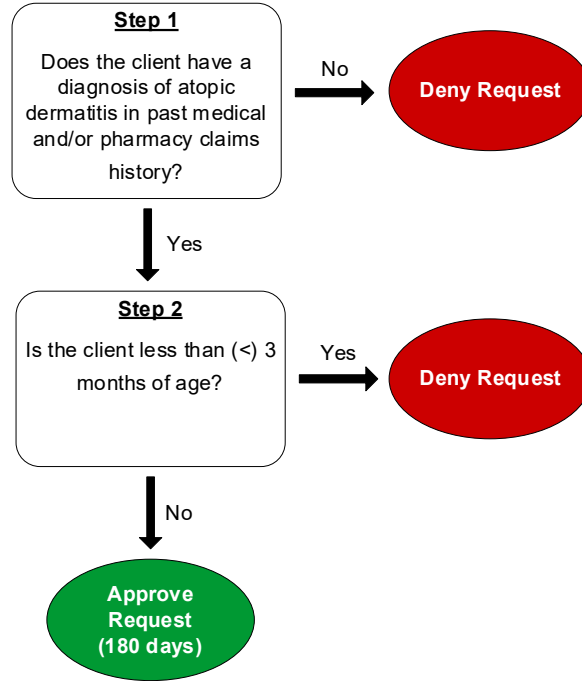 Step 1
Does the client have a
diagnosis of atopic
dermatitis in past medical
and/or pharmacy claims
history?
No
Deny Request
Yes
Step 2
Is the client less than (<) 3
months of age?
Yes
Deny Request
No
Approve
Request
(180 days)